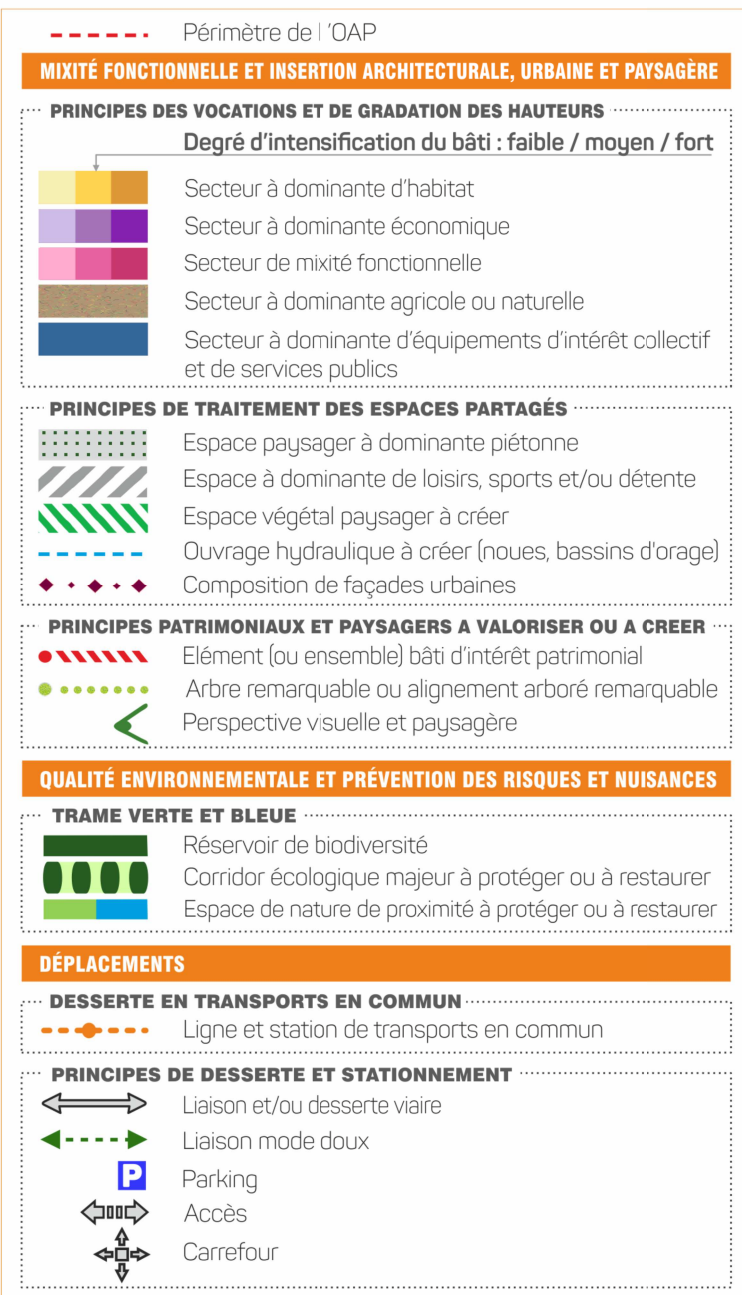 Périmètre de l 'OAP
MIXITÉ FONCTIONNELLE ET INSERTION ARCHITECTURALE, URBAINE ET PAYSAGÈRE
PRINCIPES DES VOCATIONS ET DE GRADATION DES HAUTEURS
Degré d'intensification du bâti : faible / moyen / fort
Secteur à dominante d'habitat
Secteur à dominante économique
Secteur de mixité fonctionnelle
Secteur à dominante agricole ou naturelle
Secteur à dominante d'équipements d'intérêt collectif
et de services publics
PRINCIPES DE TRAITEMENT DES ESPACES PARTAGÉS
Espace paysager à dominante piétonne
Espace à dominante de loisirs, sports et/ou détente
Espace végétal paysager à créer
Ouvrage hydraulique à créer (noues, bassins d'orage)
Composition de façades urbaines
PRINCIPES PATRIMONIAUX ET PAYSAGERS A VALORISER OU A CREER
Elément (ou ensemble) bâti d'intérêt patrimonial
Arbre remarquable ou alignement arboré remarquable
Perspective visuelle et paysagère
QUALITÉ ENVIRONNEMENTALE ET PRÉVENTION DES RISQUES ET NUISANCES
TRAME VERTE ET BLEUE
Réservoir de biodiversité
Corridor écologique majeur à protéger ou à restaurer
Espace de nature de proximité à protéger ou à restaurer
DÉPLACEMENTS
DESSERTE EN TRANSPORTS EN COMMUN
Ligne et station de transports en commun
PRINCIPES DE DESSERTE ET STATIONNEMENT
Liaison et/ou desserte viaire
Liaison mode doux
P Parking
Accès
Carrefour